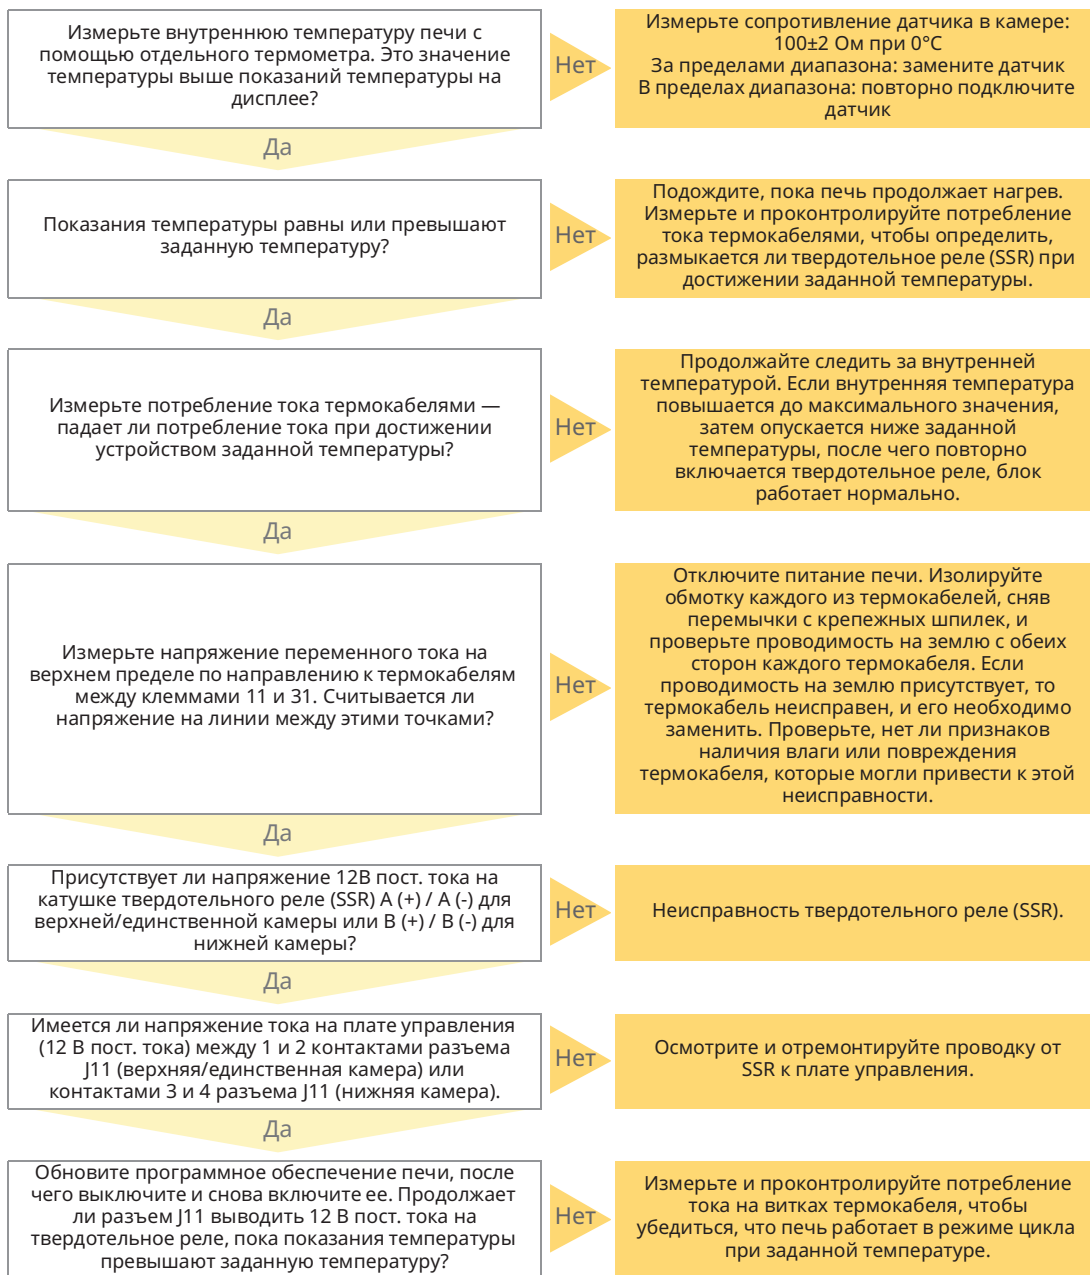 Измерьте внутреннюю температуру печи с
помощью отдельного термометра. Это значение
температуры выше показаний температуры на
дисплее?
Нет
Измерьте сопротивление датчика в камере:
100±2 Ом при 0°C
За пределами диапазона: замените датчик
В пределах диапазона: повторно подключите
датчик
Да
Показания температуры равны или превышают
заданную температуру?
Нет
Подождите, пока печь продолжает нагрев.
Измерьте и проконтролируйте потребление
тока термокабелями, чтобы определить,
размыкается ли твердотельное реле (SSR) при
достижении заданной температуры.
Да
Измерьте потребление тока термокабелями —
падает ли потребление тока при достижении
устройством заданной температуры?
Нет
Продолжайте следить за внутренней
температурой. Если внутренняя температура
повышается до максимального значения,
затем опускается ниже заданной
температуры, после чего повторно
включается твердотельное реле, блок
работает нормально.
Да
Измерьте напряжение переменного тока на
верхнем пределе по направлению к термокабелям
между клеммами 11 и 31. Считывается ли
напряжение на линии между этими точками?
Нет
Отключите питание печи. Изолируйте
обмотку каждого из термокабелей, сняв
перемычки с крепежных шпилек, и
проверьте проводимость на землю с обеих
сторон каждого термокабеля. Если
проводимость на землю присутствует, то
термокабель неисправен, и его необходимо
заменить. Проверьте, нет ли признаков
наличия влаги или повреждения
термокабеля, которые могли привести к этой
неисправности.
Да
Присутствует ли напряжение 12В пост. тока на
катушке твердотельного реле (SSR) A (+) / A (-) для
верхней/единственной камеры или B (+) / B (-) для
нижней камеры?
Нет
Неисправность твердотельного реле (SSR).
Да
Имеется ли напряжение тока на плате управления
(12 В пост. тока) между 1 и 2 контактами разъема
J11 (верхняя/единственная камера) или
контактами 3 и 4 разъема J11 (нижняя камера).
Нет
Осмотрите и отремонтируйте проводку от
SSR к плате управления.
Да
Обновите программное обеспечение печи, после
чего выключите и снова включите ее. Продолжает
ли разъем J11 выводить 12 В пост. тока на
твердотельное реле, пока показания температуры
превышают заданную температуру?
Нет
Измерьте и проконтролируйте потребление
тока на витках термокабеля, чтобы
убедиться, что печь работает в режиме цикла
при заданной температуре.